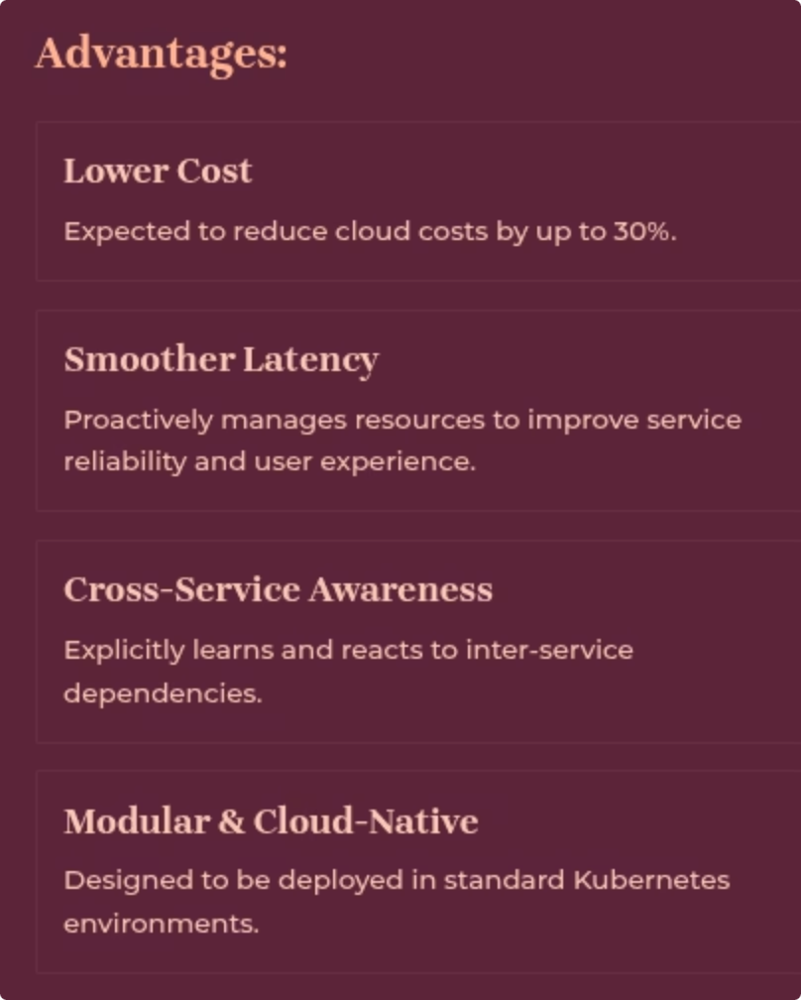 Advantages:
Lower Cost
Expected to reduce cloud costs by up to 30%.
Smoother Latency
Proactively manages resources to improve service
reliability and user experience.
Cross-Service Awareness
Explicitly learns and reacts to inter-service
dependencies.
Modular & Cloud-Native
Designed to be deployed in standard Kubernetes
environments.